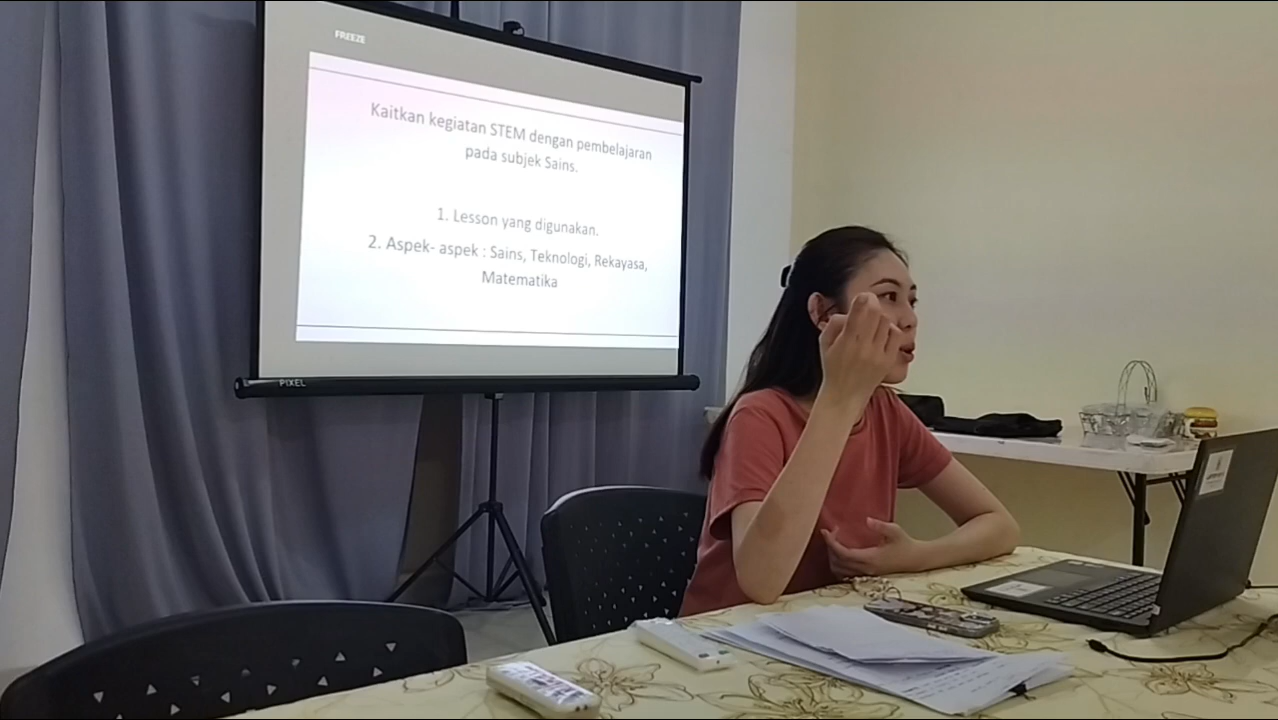 FREEZE
Kaitkan kegiatan STEM dengan pembelajaran
pada subjek Sains.
1. Lesson yang digunakan.
2. Aspek- aspek : Sains, Teknologi, Rekayasa,
Matematika
PIXEL